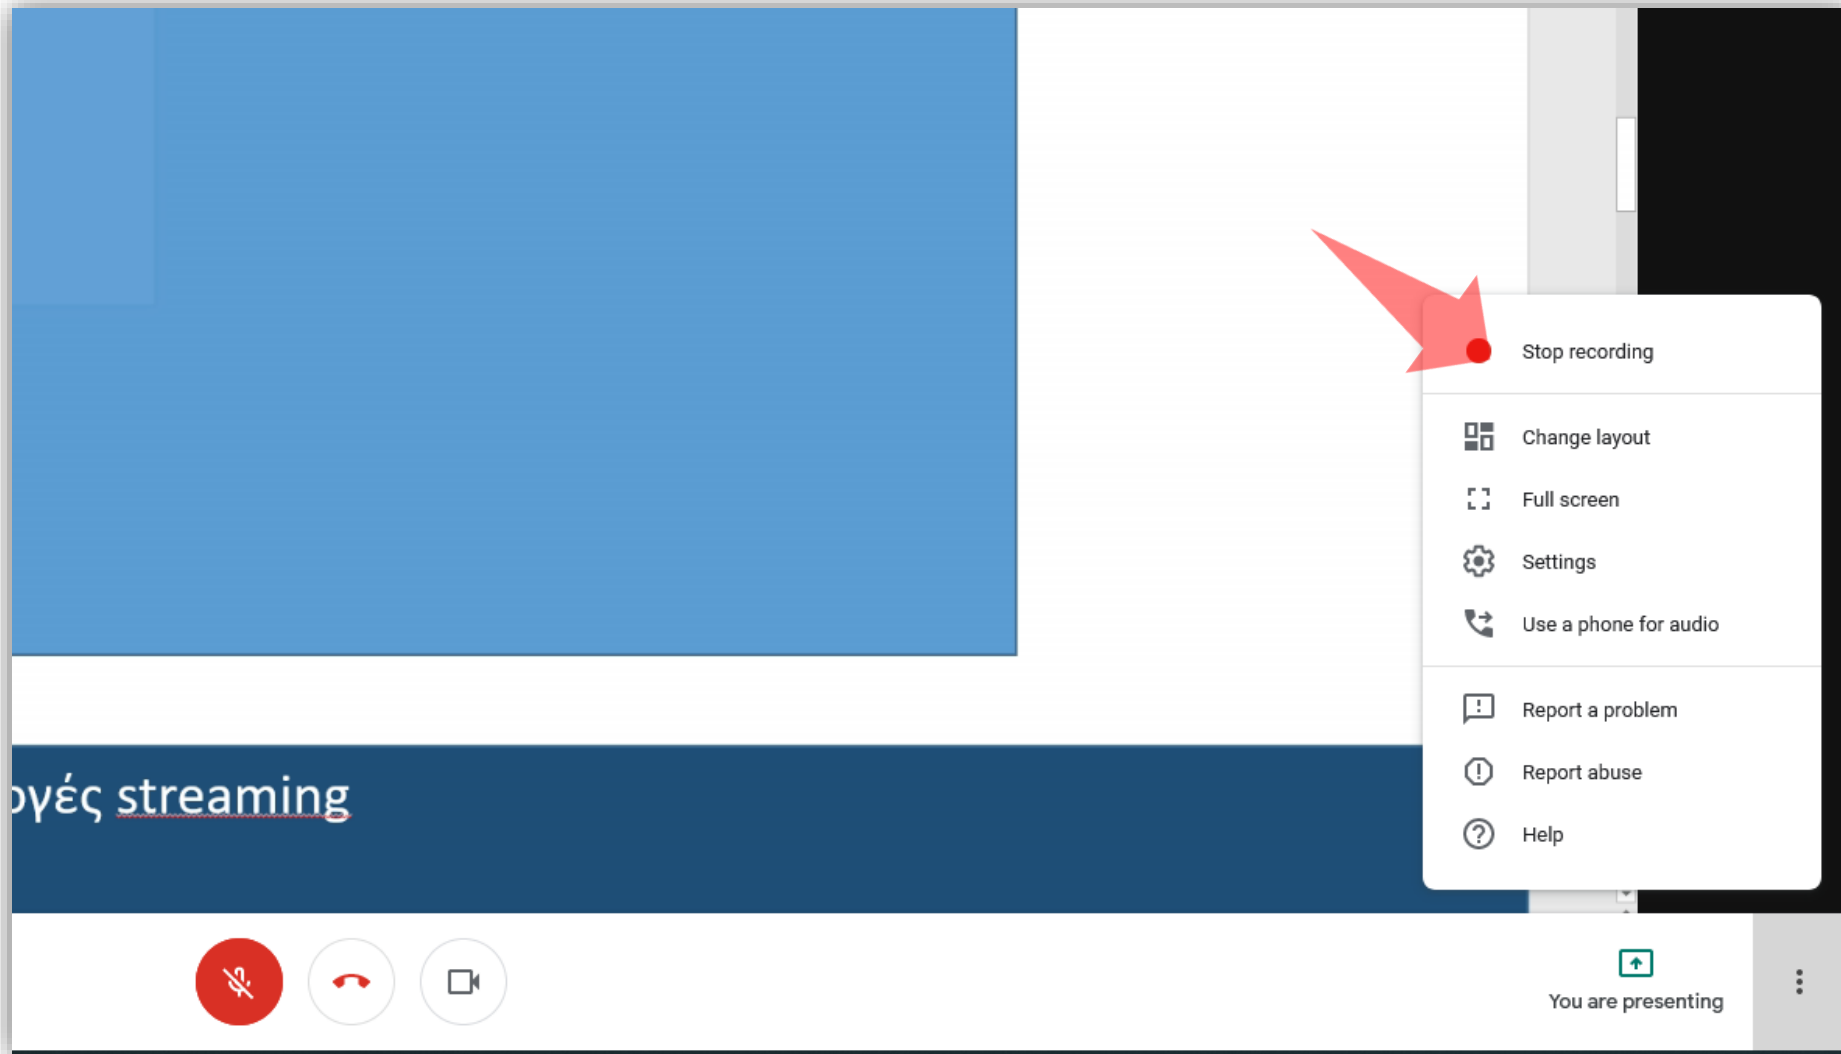 Stop recording
Change layout
Full screen
Settings
Use a phone for audio
Report a problem
Report abuse
Help
streaming
You are presenting